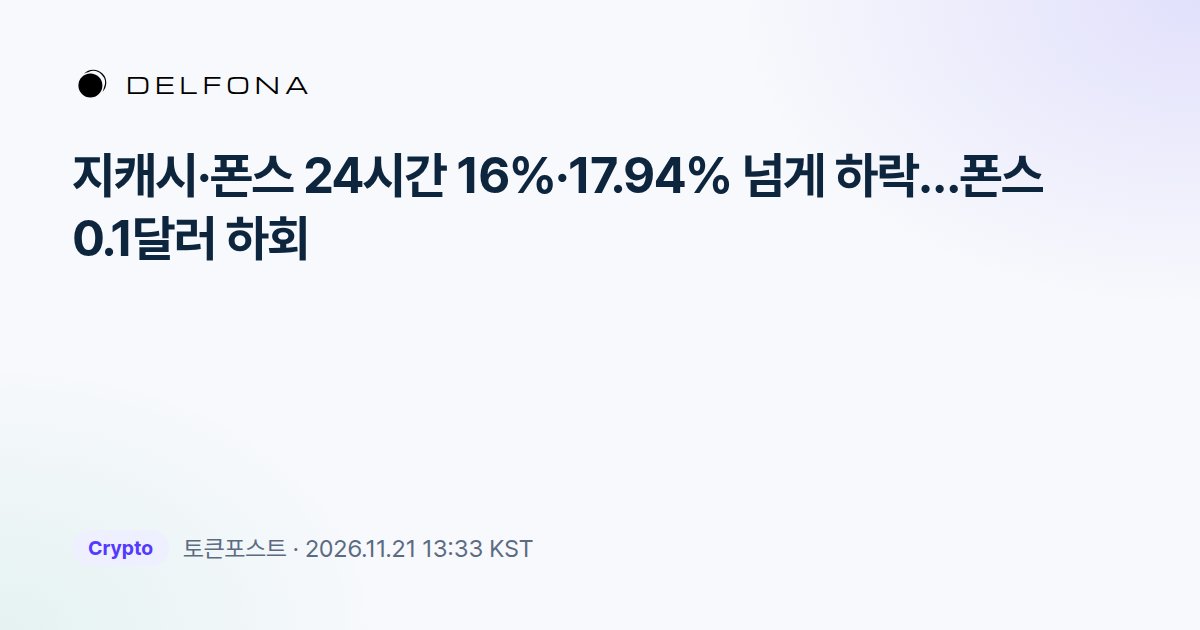 DELFONA
지캐시·폰스 24시간 16%·17.94% 넘게 하락…폰스
0.1달러 하회
Crypto 토큰포스트 · 2026.11.21 13:33 KST